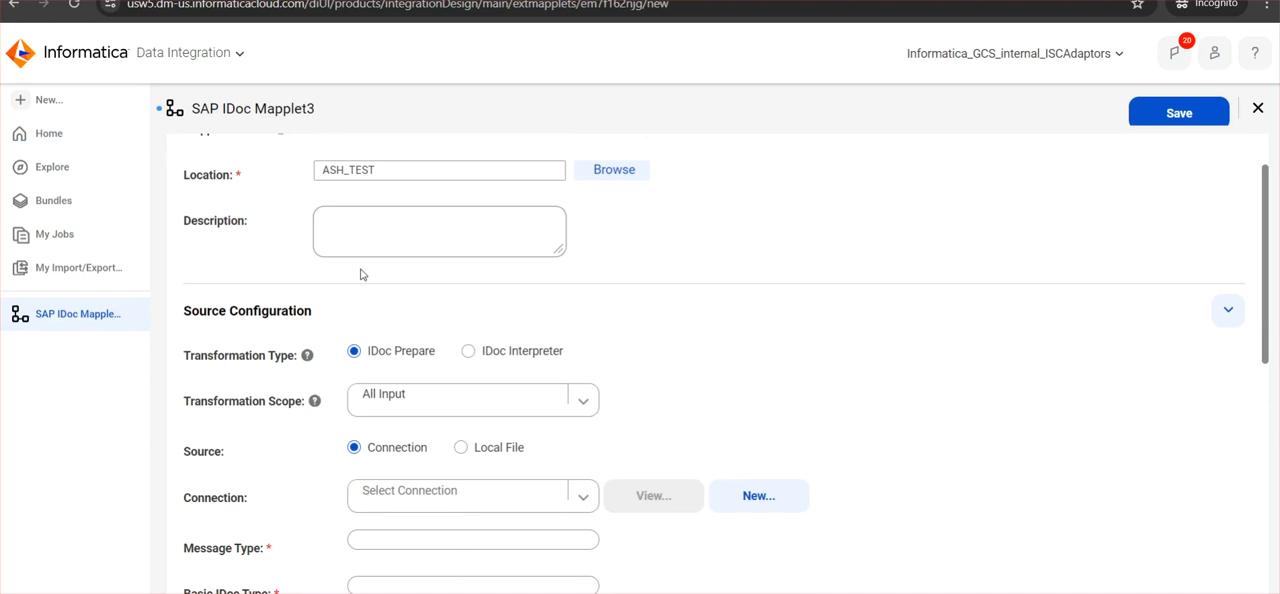 usw5.dm-us.informaticacloud.com/diUI/products/integrationDesign/main/extmapplets/em7f162njg/new
Incognito
Informatica Data Integration
Informatica_GCS_internal_ISCAdaptors
20
?
New...
SAP IDoc Mapplet3
Save
Home
Location: *
ASH_TEST
Browse
Explore
Bundles
Description:
My Jobs
My Import/Export...
SAP IDoc Mapple...
Source Configuration
Transformation Type: ?
IDoc Prepare
IDoc Interpreter
Transformation Scope: ?
All Input
Source:
Connection
Local File
Connection:
Select Connection
View...
New...
Message Type: *
Basic IDoc Type: *